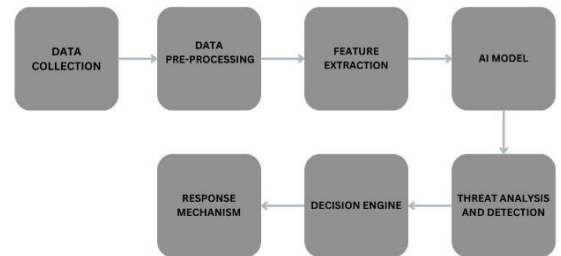 DATA
COLLECTION
DATA
PRE-PROCESSING
FEATURE
EXTRACTION
AI MODEL
RESPONSE
MECHANISM
DECISION ENGINE
THREAT ANALYSIS
AND DETECTION